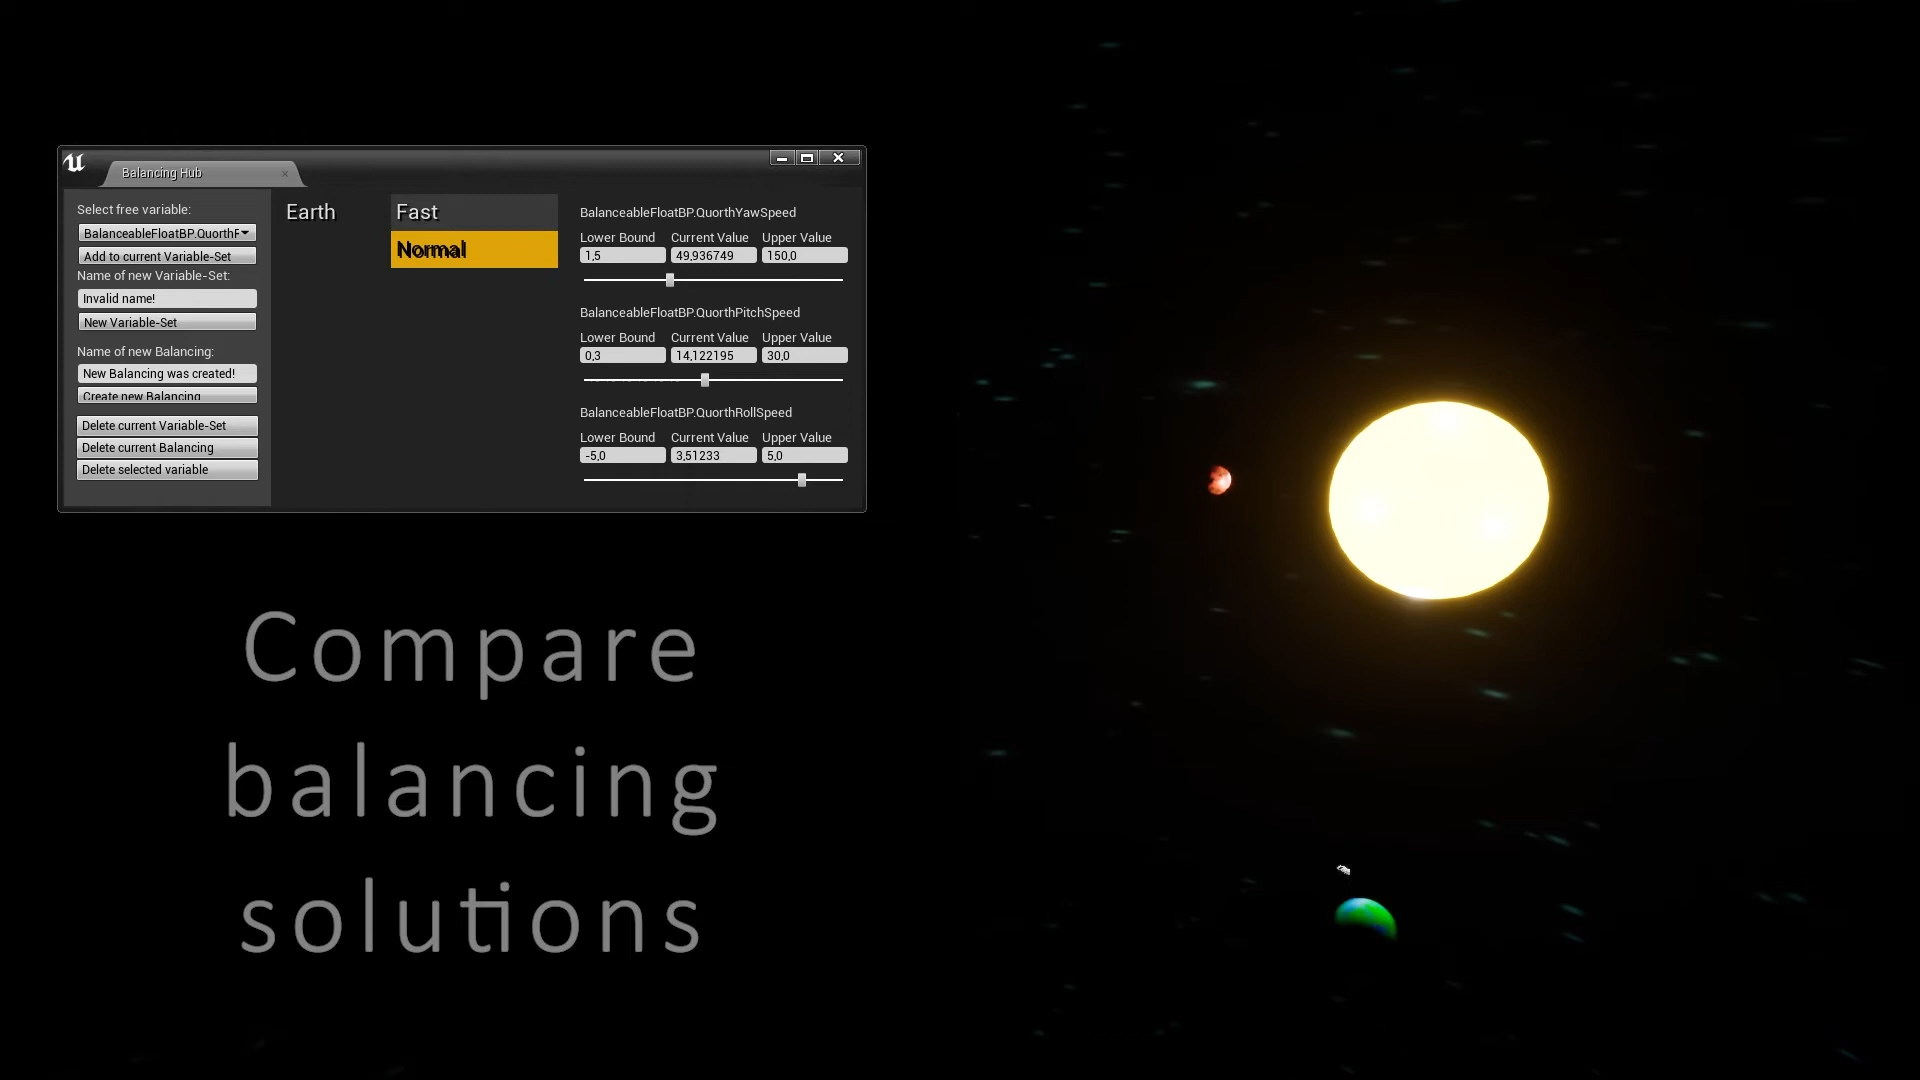 Balancing Hub
Select free variable:
BalanceableFloatBP.QuorthF
Add to current Variable-Set
Name of new Variable-Set:
Invalid name!
New Variable-Set
Name of new Balancing:
New Balancing was created!
Create new Balancing
Delete current Variable-Set
Delete current Balancing
Delete selected variable
Earth
Fast
Normal
BalanceableFloatBP.QuorthYawSpeed
Lower Bound Current Value Upper Value
1,5 49,936749 150,0
BalanceableFloatBP.QuorthPitchSpeed
Lower Bound Current Value Upper Value
0,3 14,122195 30,0
BalanceableFloatBP.QuorthRollSpeed
Lower Bound Current Value Upper Value
-5,0 3,51233 5,0
Compare
balancing
solutions